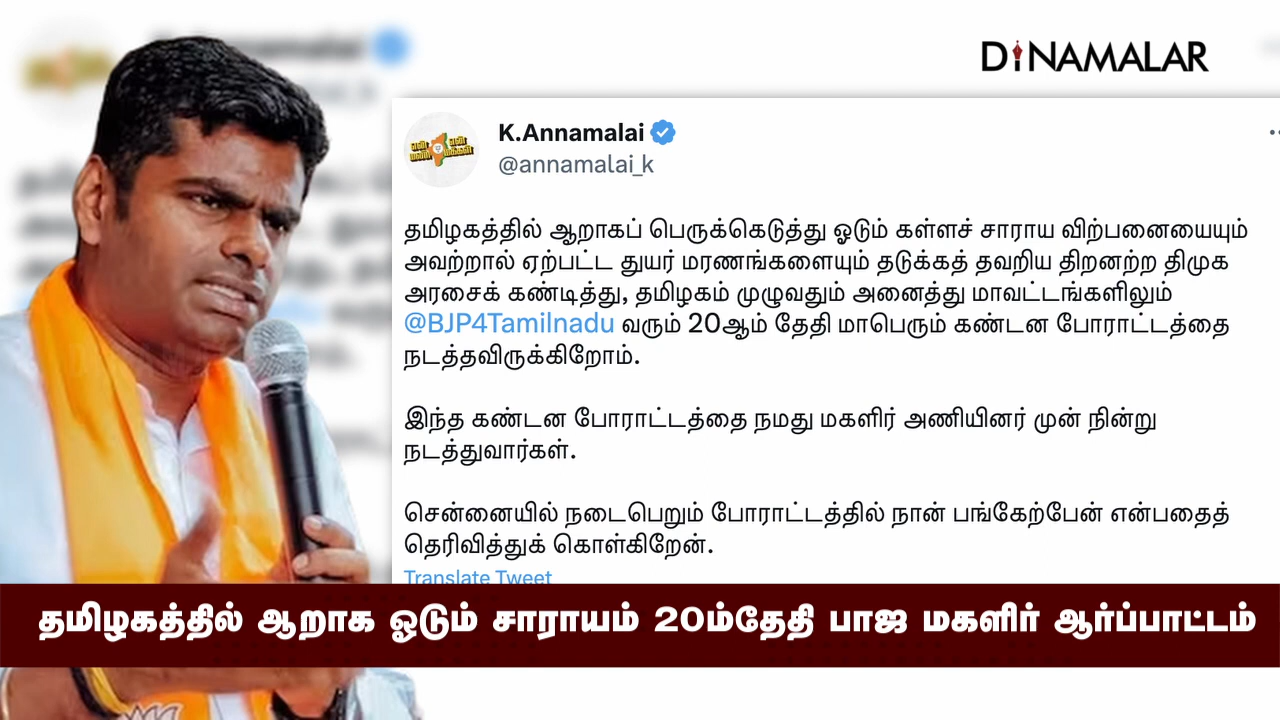 DINAMALAR
K.Annamalai
@annamalai_k
தமிழகத்தில் ஆறாகப் பெருக்கெடுத்து ஓடும் கள்ளச் சாராய விற்பனையையும்
அவற்றால் ஏற்பட்ட துயர் மரணங்களையும் தடுக்கத் தவறிய திறனற்ற திமுக
அரசைக் கண்டித்து, தமிழகம் முழுவதும் அனைத்து மாவட்டங்களிலும்
@BJP4Tamilnadu வரும் 20ஆம் தேதி மாபெரும் கண்டன போராட்டத்தை
நடத்தவிருக்கிறோம்.
இந்த கண்டன போராட்டத்தை நமது மகளிர் அணியினர் முன் நின்று
நடத்துவார்கள்.
சென்னையில் நடைபெறும் போராட்டத்தில் நான் பங்கேற்பேன் என்பதைத்
தெரிவித்துக் கொள்கிறேன்.
Translate Tweet
தமிழகத்தில் ஆறாக ஓடும் சாராயம் 20ம்தேதி பாஜ மகளிர் ஆர்ப்பாட்டம்